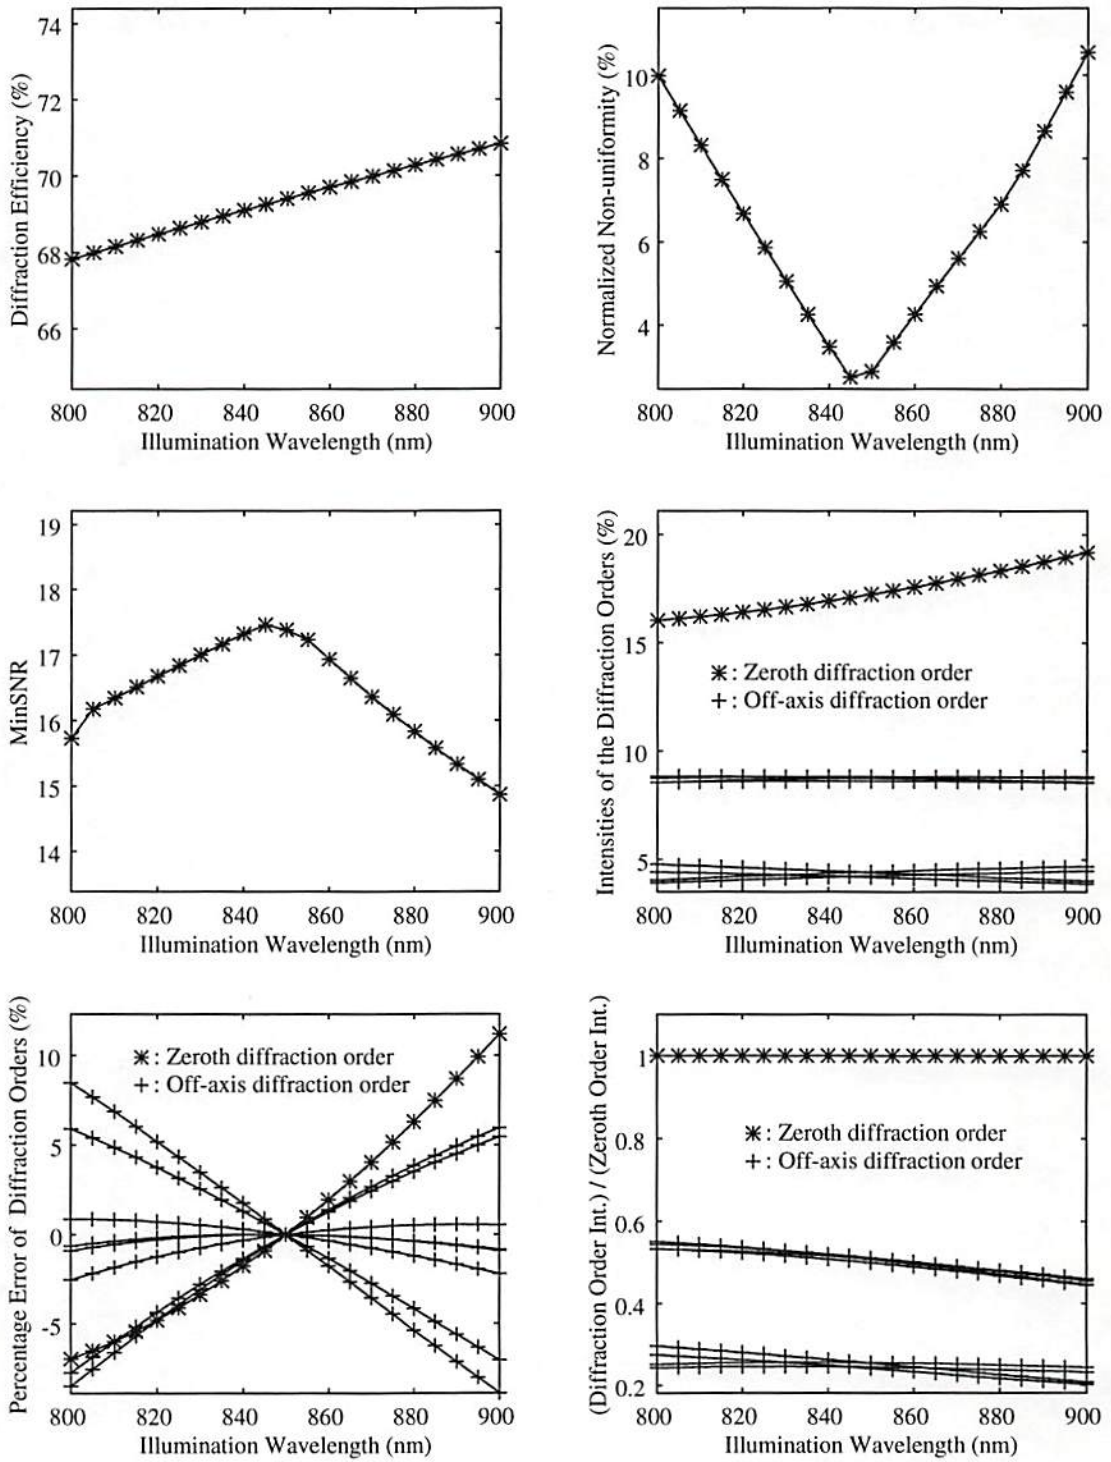 Diffraction Efficiency (%)
74
72
70
68
66
800 820 840 860 880 900
Illumination Wavelength (nm)
Normalized Non-uniformity (%)
10
8
6
4
800 820 840 860 880 900
Illumination Wavelength (nm)
MinSNR
19
18
17
16
15
14
800 820 840 860 880 900
Illumination Wavelength (nm)
Intensities of the Diffraction Orders (%)
20
15
10
5
✳ : Zeroth diffraction order
+ : Off-axis diffraction order
800 820 840 860 880 900
Illumination Wavelength (nm)
Percentage Error of Diffraction Orders (%)
10
5
0
-5
✳ : Zeroth diffraction order
+ : Off-axis diffraction order
800 820 840 860 880 900
Illumination Wavelength (nm)
(Diffraction Order Int.) / (Zeroth Order Int.)
1
0.8
0.6
0.4
0.2
✳ : Zeroth diffraction order
+ : Off-axis diffraction order
800 820 840 860 880 900
Illumination Wavelength (nm)